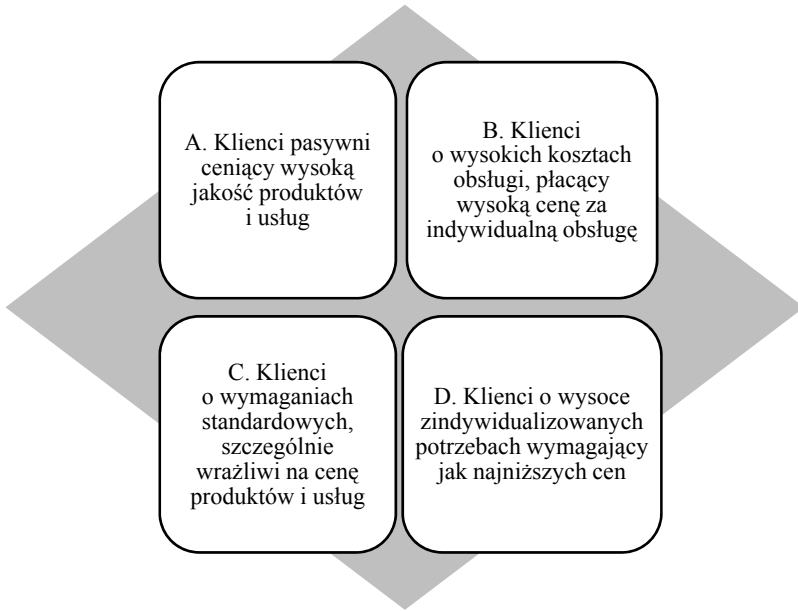 A. Klienci pasywni
ceniący wysoką
jakość produktów
i usług
B. Klienci
o wysokich kosztach
obsługi, płacący
wysoką cenę za
indywidualną obsługę
C. Klienci
o wymaganiach
standardowych,
szczególnie
wrażliwi na cenę
produktów i usług
D. Klienci o wysoce
zindywidualizowanych
potrzebach wymagający
jak najniższych cen